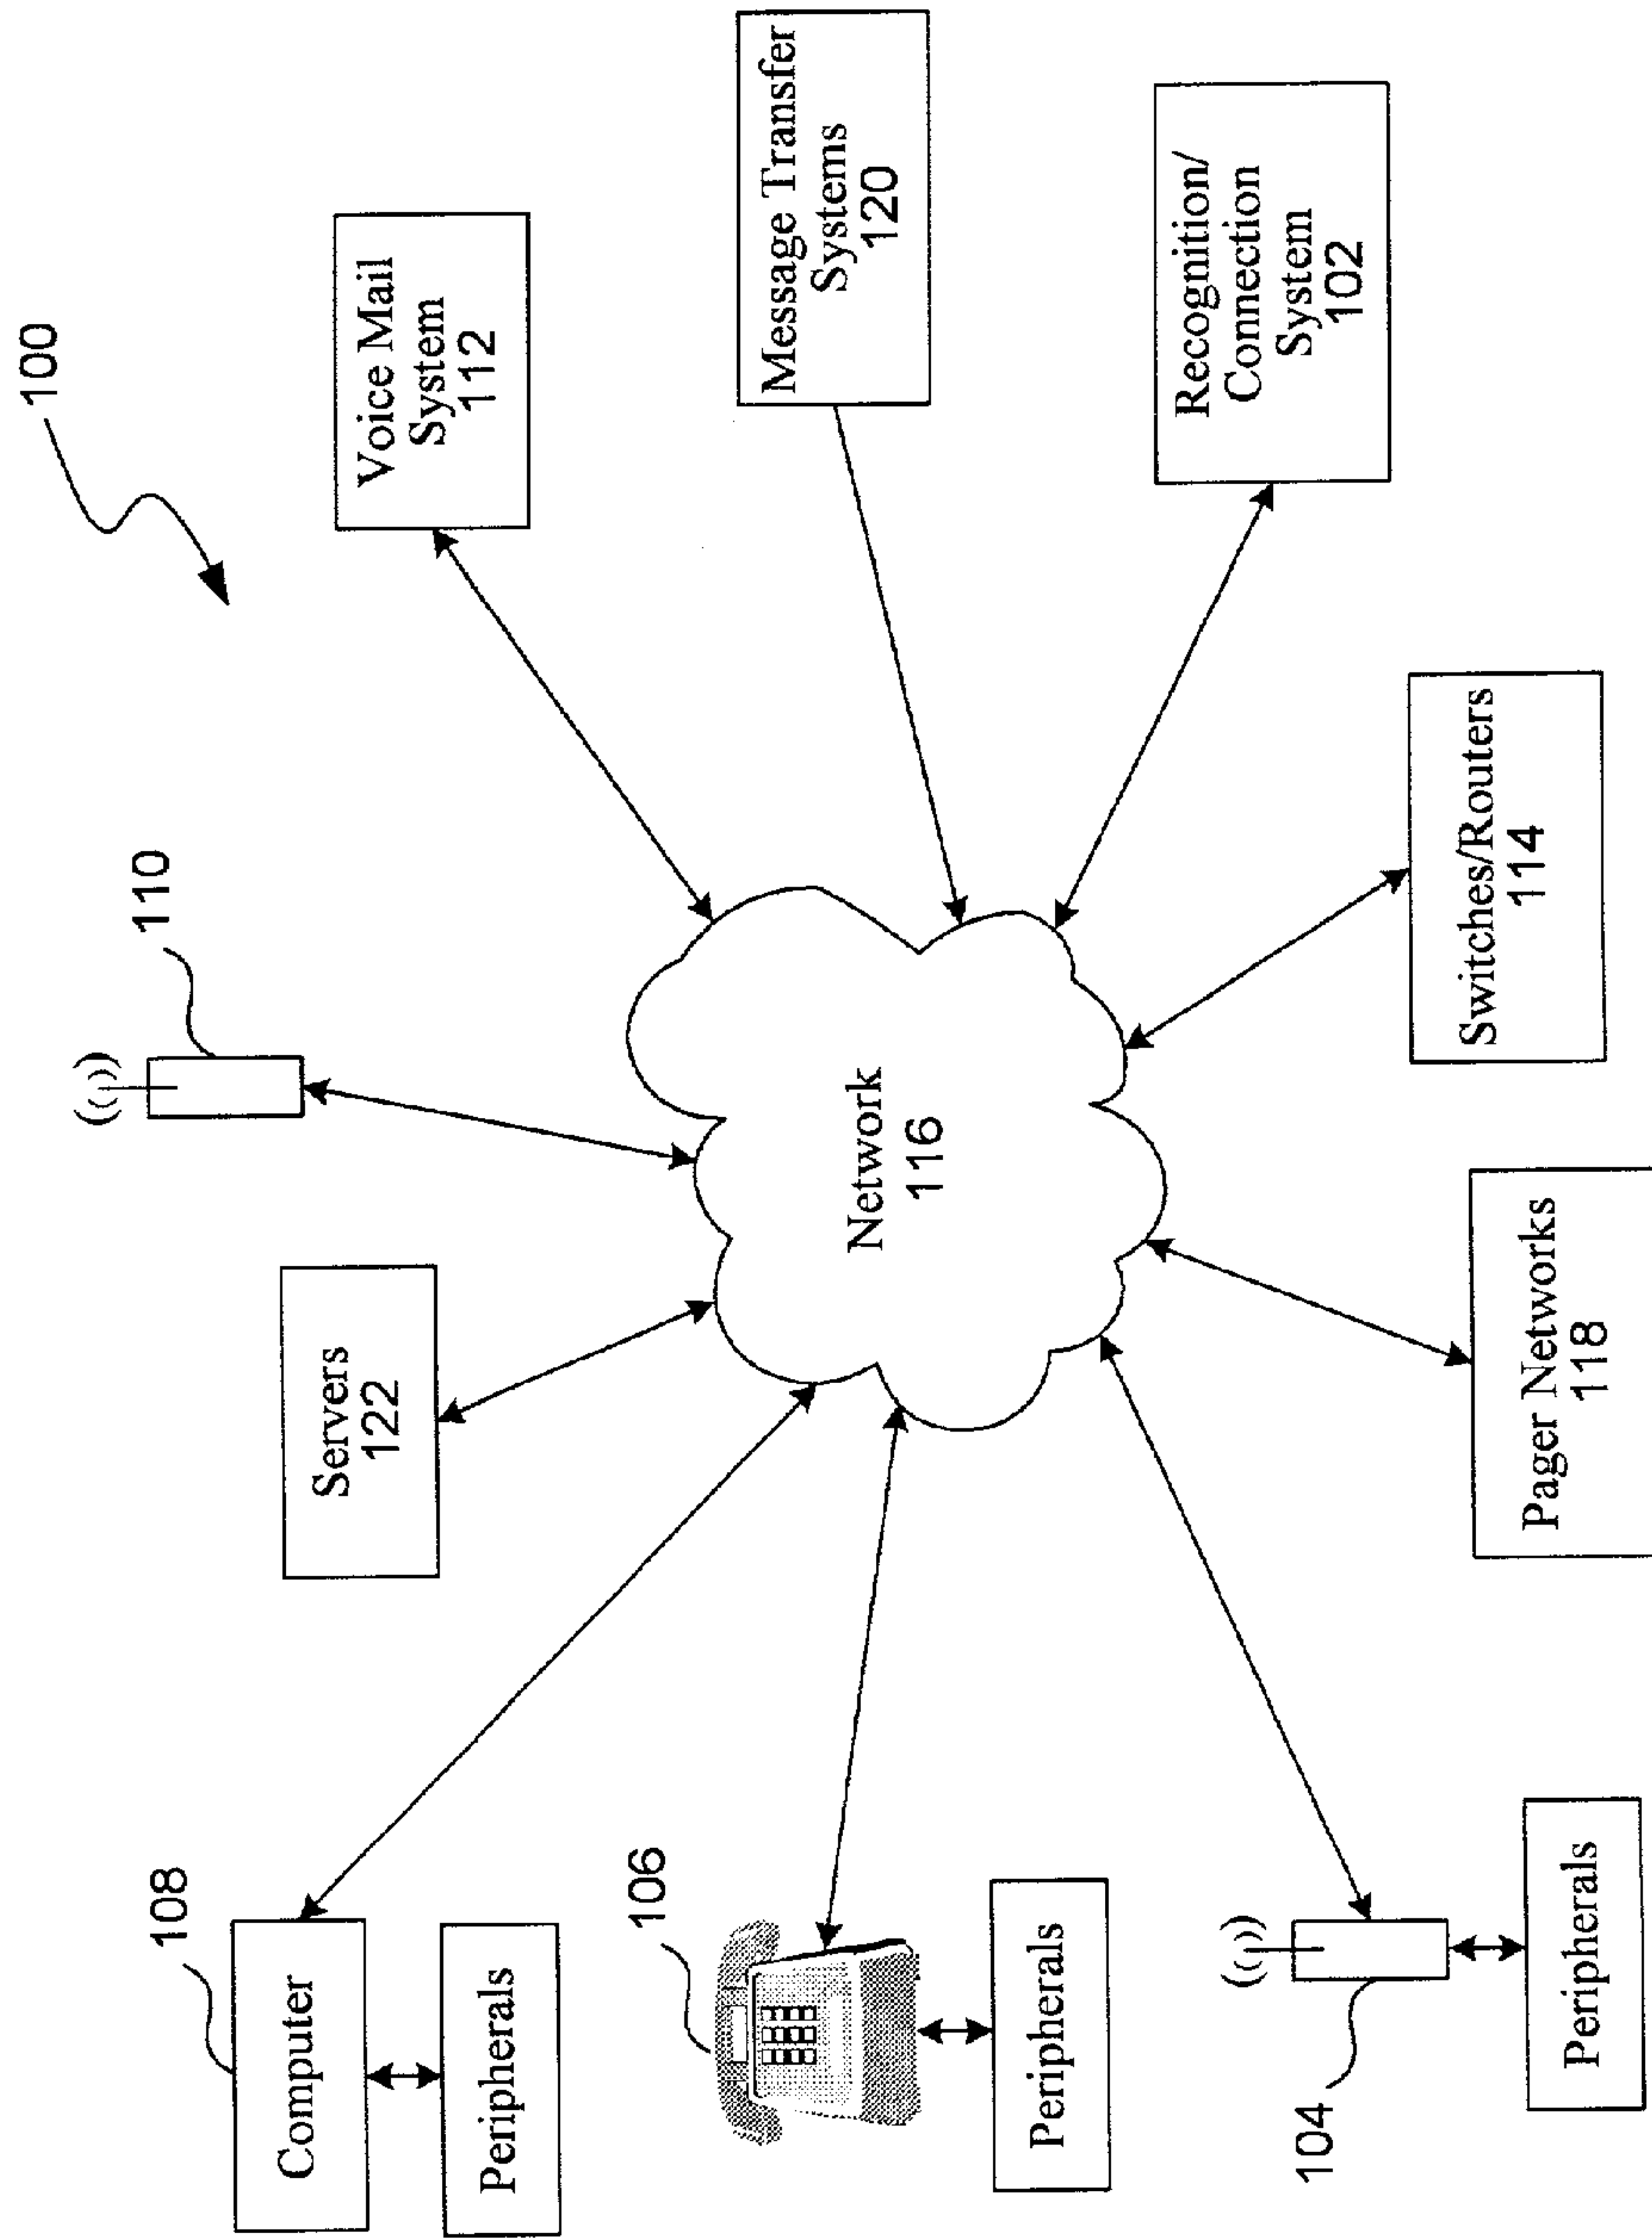 100
110
Servers
122
Voice Mail
System
112
108
Computer
Peripherals
Message Transfer
Systems
120
106
Network
116
Peripherals
Recognition/
Connection
System
102
104
Peripherals
Pager Networks
118
Switches/Routers
114